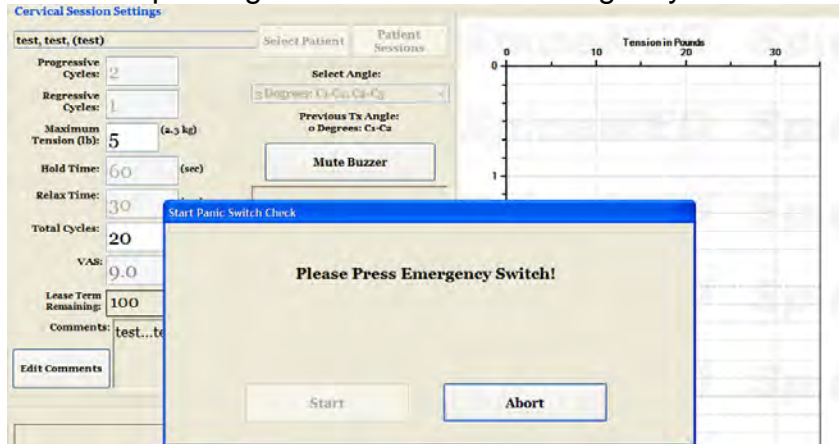 Cervical Session Settings
test, test, (test)
Select Patient
Patient
Sessions
Progressive
Cycles:
2
Regressive
Cycles:
1
Maximum
Tension (lb):
5
(2.3 kg)
Hold Time:
60
(sec)
Relax Time:
30
Total Cycles:
20
VAS:
9.0
Lease Term
Remaining:
100
Comments:
test...te
Edit Comments
Select Angle:
Previous Tx Angle:
0 Degrees: C1-C2
Mute Buzzer
Tension in Pounds
0
10
20
30
0
1
Start Panic Switch Check
Please Press Emergency Switch!
Start
Abort